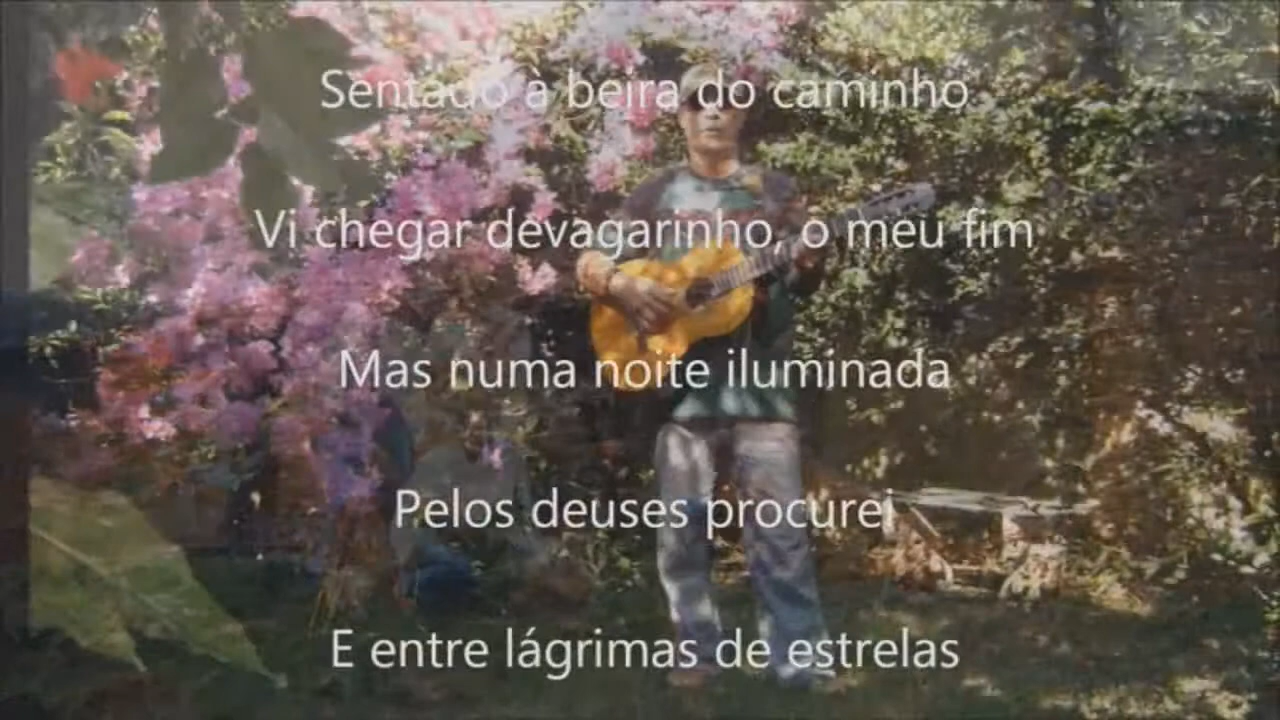 Sentado à beira do caminho
Vi chegar devagarinho, o meu fim
Mas numa noite iluminada
Pelos deuses procurei
E entre lágrimas de estrelas